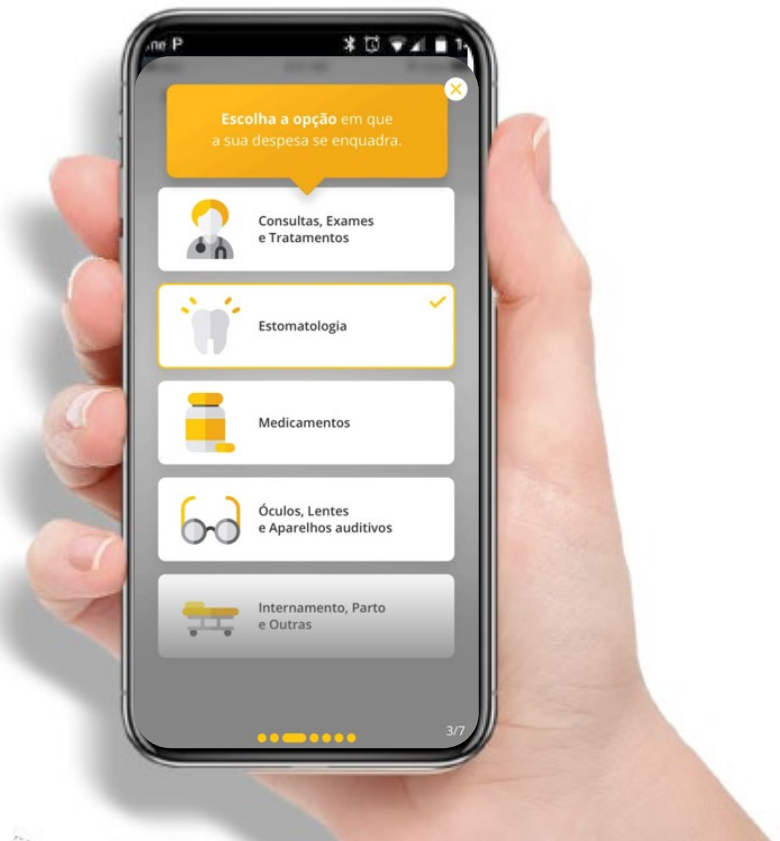 ne P
Escolha a opção em que
a sua despesa se enquadra.
Consultas, Exames
e Tratamentos
Estomatologia
Medicamentos
Óculos, Lentes
e Aparelhos auditivos
Internamento, Parto
e Outras
3/7